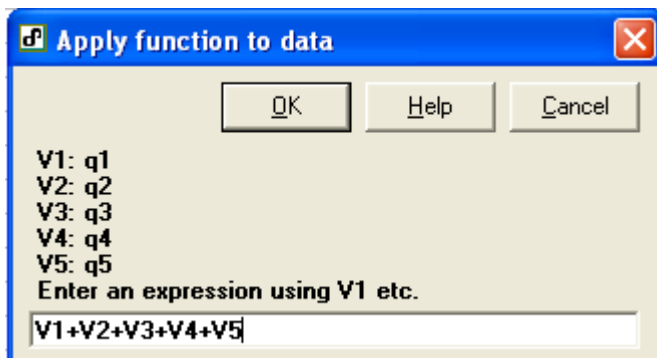 Apply function to data
OK Help Cancel
V1: q1
V2: q2
V3: q3
V4: q4
V5: q5
Enter an expression using V1 etc.
V1+V2+V3+V4+V5